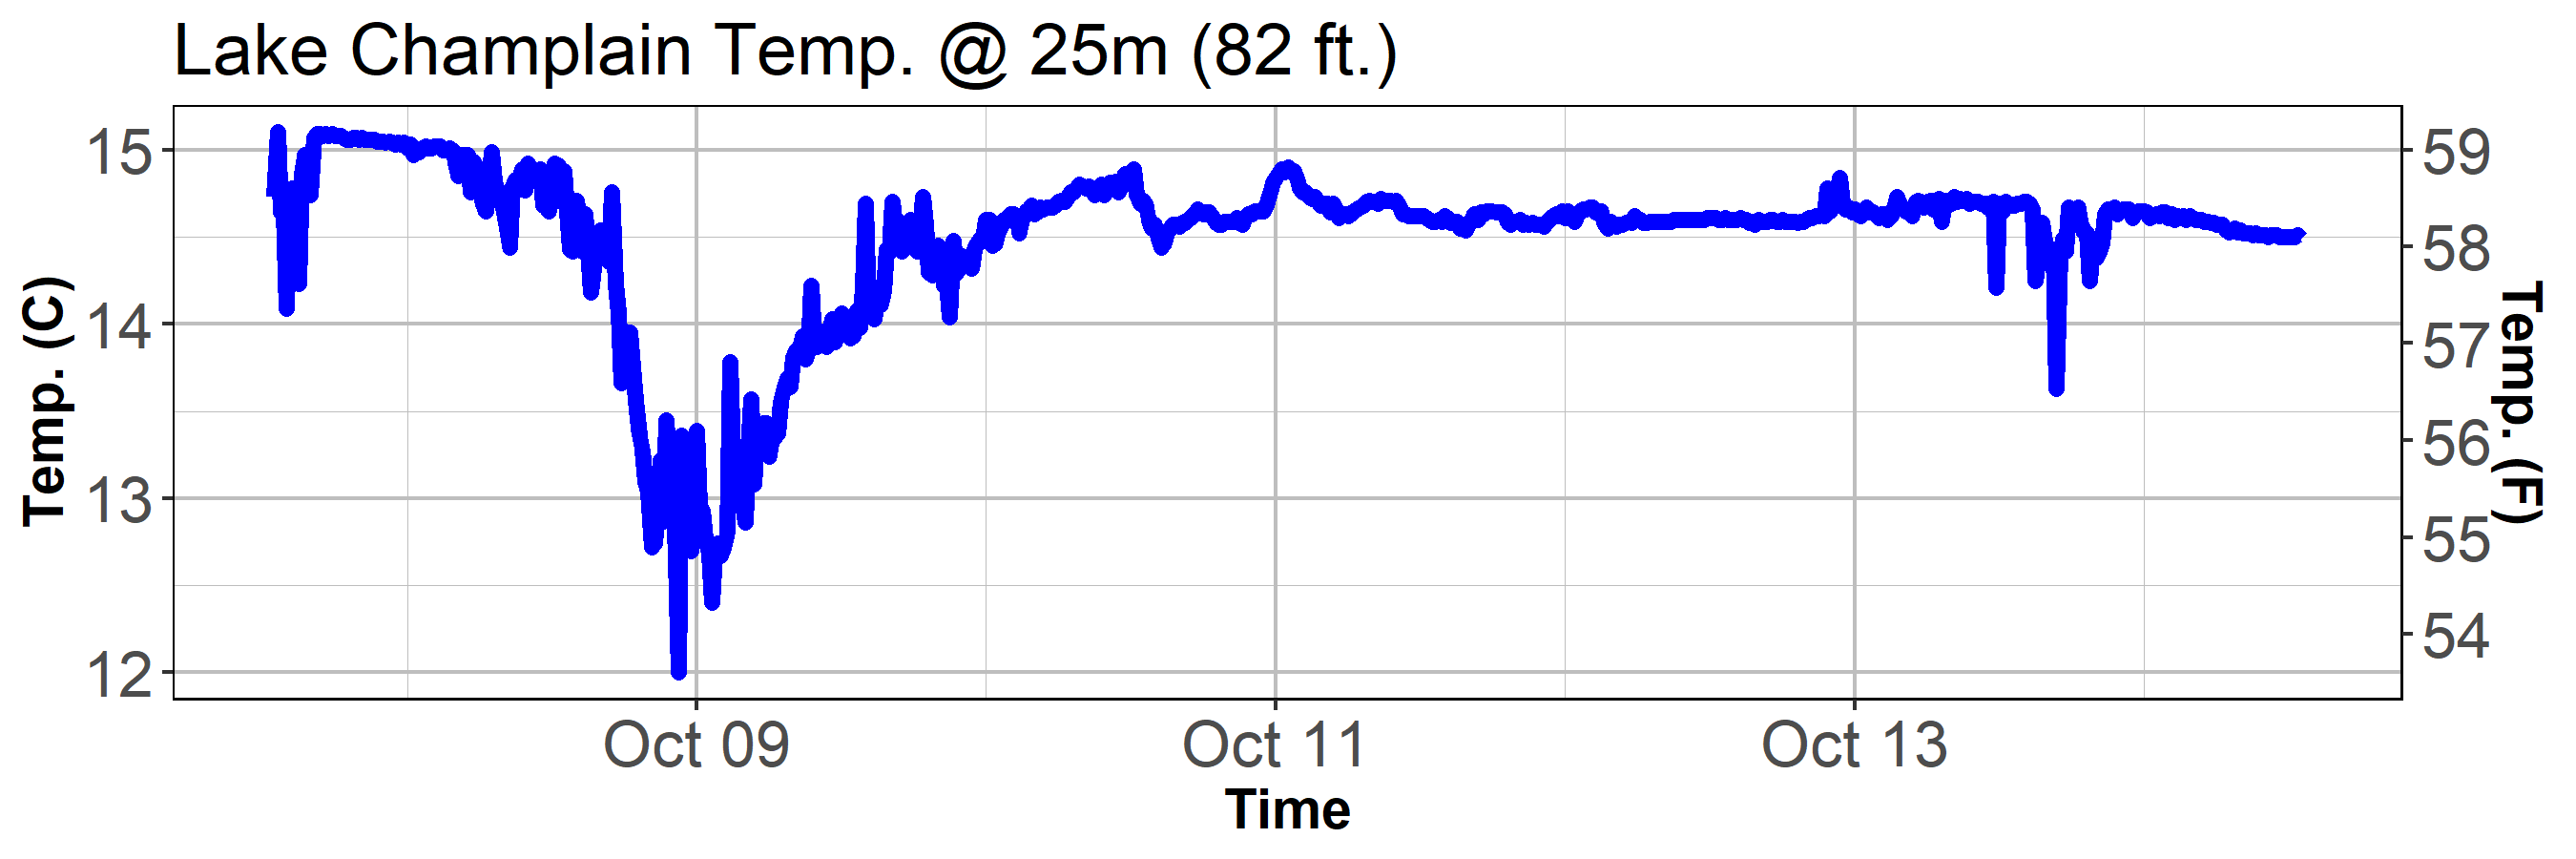 Lake Champlain Temp. @ 25m (82 ft.)
Temp. (C)
15
14
13
12
59
58
57
56
55
54
Temp. (F)
Oct 09
Oct 11
Oct 13
Time